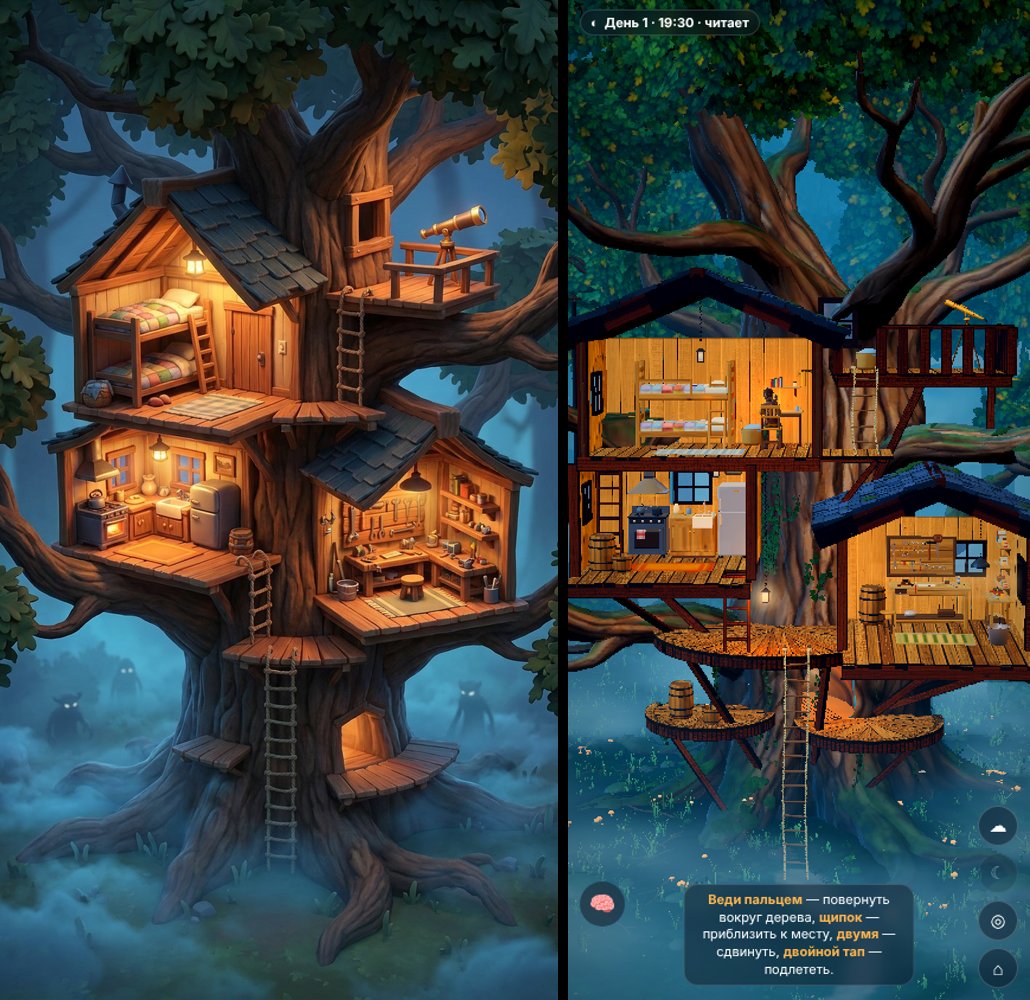 День 1 · 19:30 · читает
Веди пальцем — повернуть
вокруг дерева, щипок —
приблизить к месту, двумя —
сдвинуть, двойной тап —
подлететь.